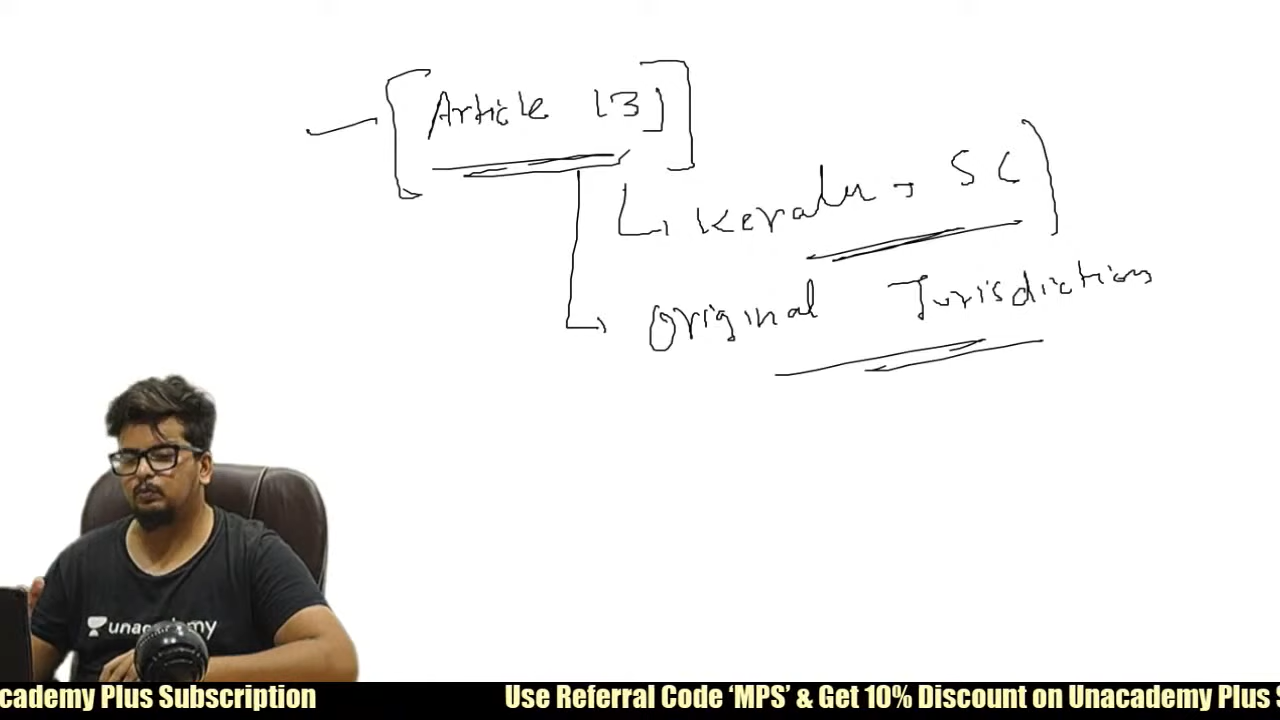 Article 131
Kerala → SC
Original Jurisdiction
unacademy
cademy Plus Subscription Use Referral Code ‘MPS’ & Get 10% Discount on Unacademy Plus S